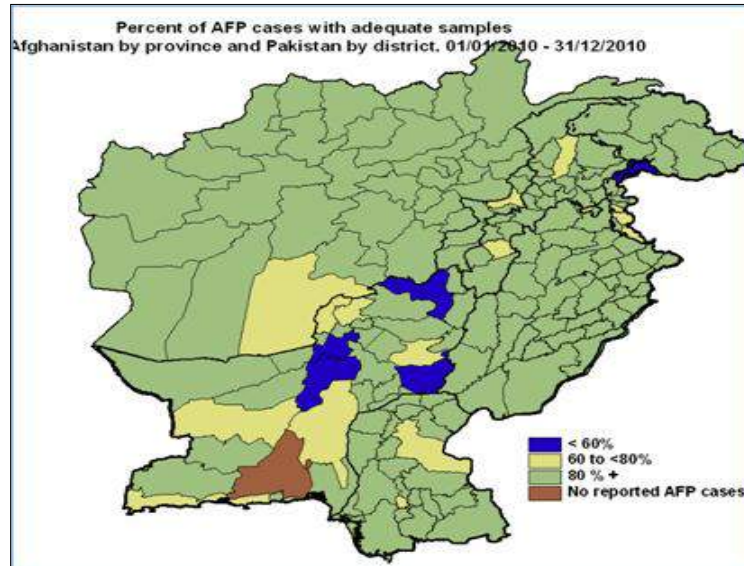 Percent of AFP cases with adequate samples
Afghanistan by province and Pakistan by district, 01/01/2010 - 31/12/2010
< 60%
60 to <80%
80 % +
No reported AFP cases